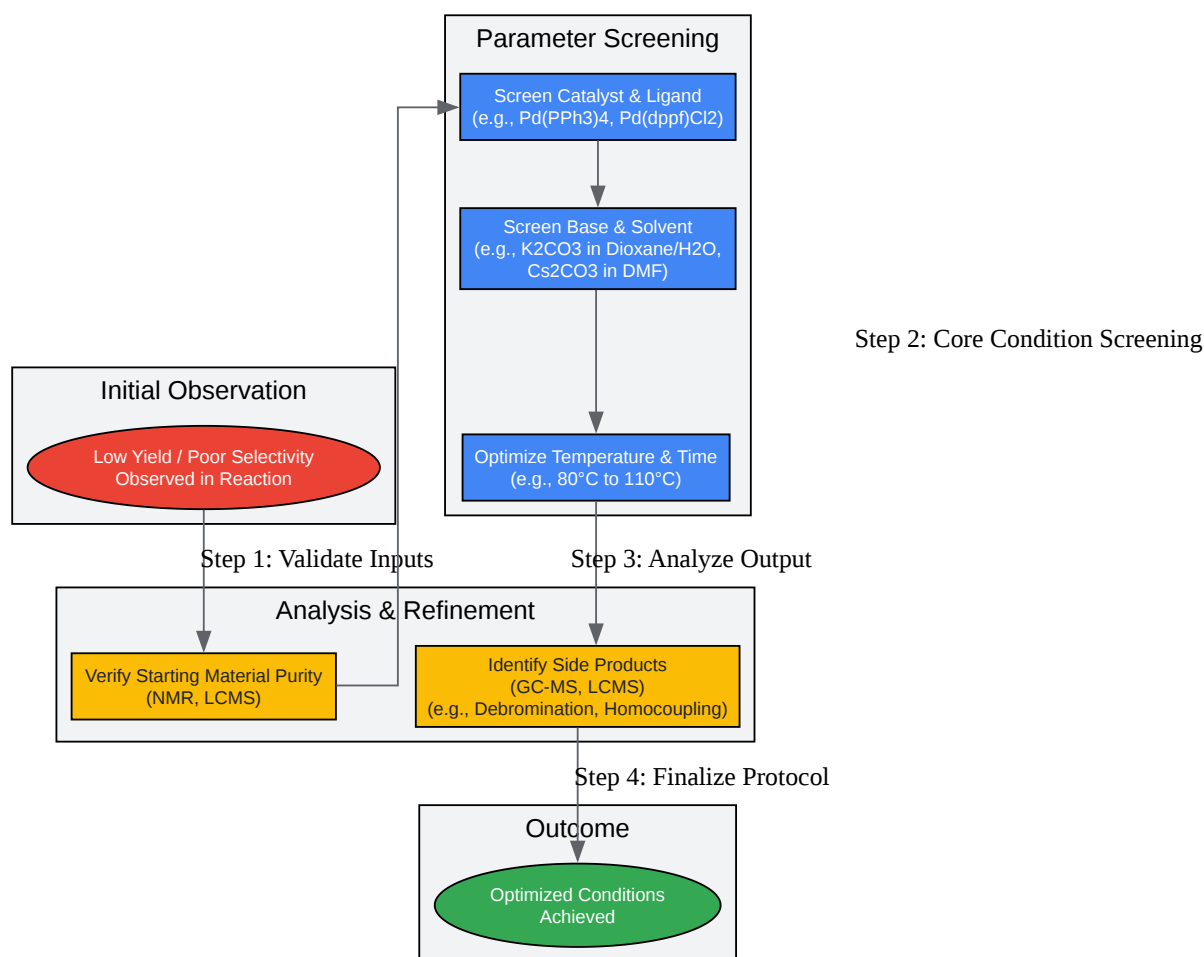 Parameter Screening
Screen Catalyst & Ligand
(e.g., Pd(PPh3)4, Pd(dppf)Cl2)
Screen Base & Solvent
(e.g., K2CO3 in Dioxane/H2O,
Cs2CO3 in DMF)
Step 2: Core Condition Screening
Initial Observation
Low Yield / Poor Selectivity
Observed in Reaction
Optimize Temperature & Time
(e.g., 80°C to 110°C)
Step 1: Validate Inputs
Step 3: Analyze Output
Analysis & Refinement
Verify Starting Material Purity
(NMR, LCMS)
Identify Side Products
(GC-MS, LCMS)
(e.g., Debromination, Homocoupling)
Step 4: Finalize Protocol
Outcome
Optimized Conditions
Achieved